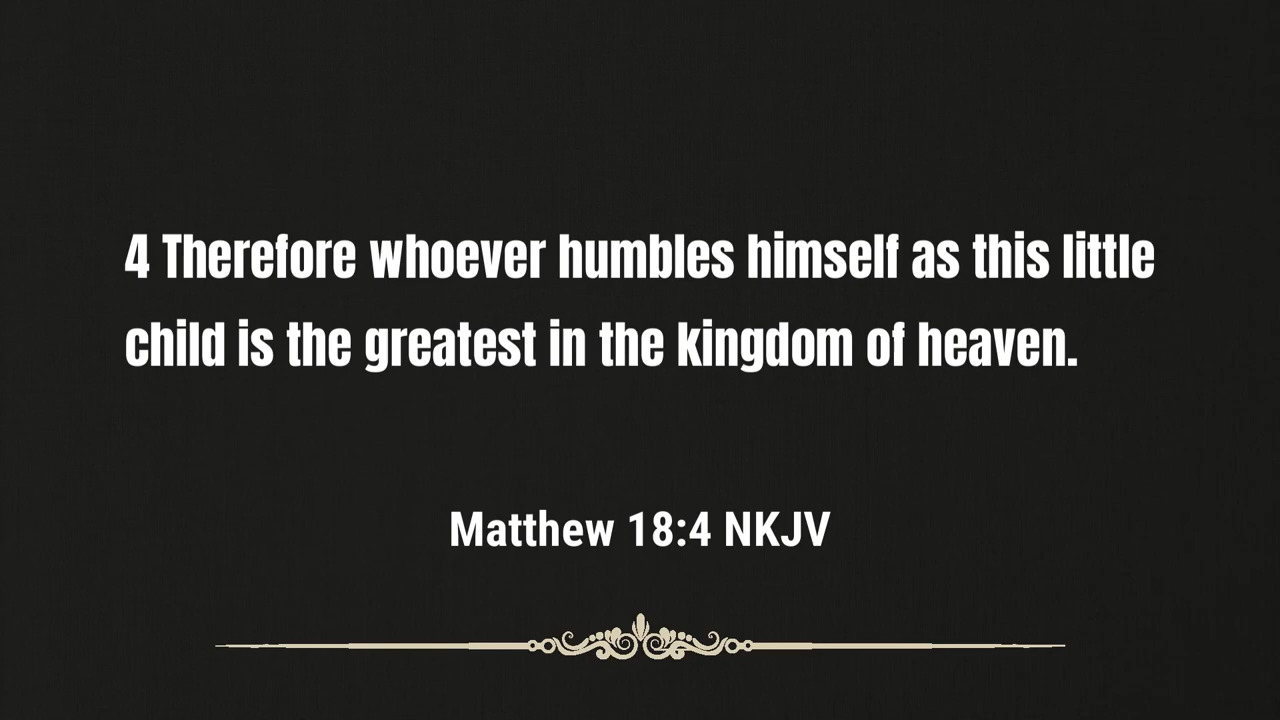 4 Therefore whoever humbles himself as this little
child is the greatest in the kingdom of heaven.
Matthew 18:4 NKJV